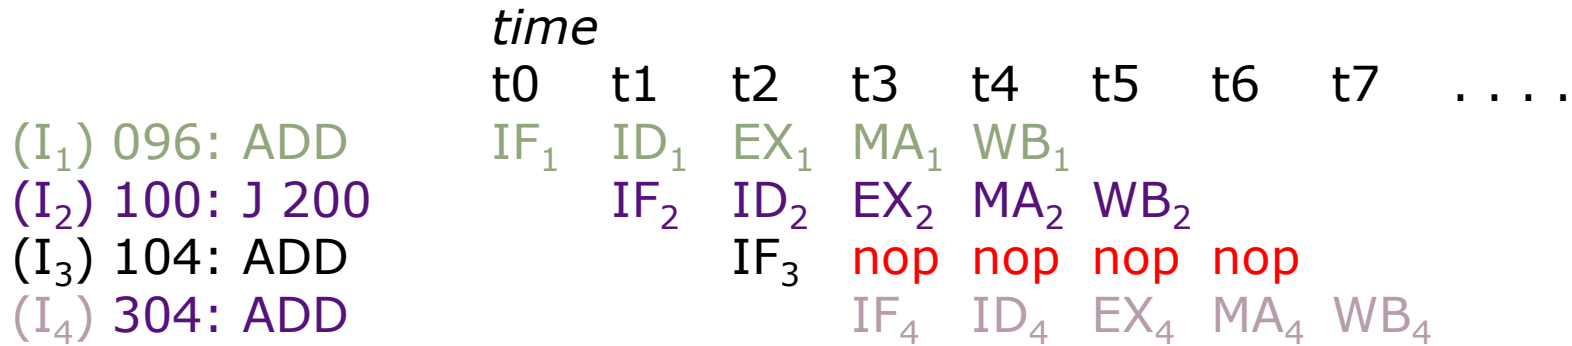 time
t0 t1 t2 t3 t4 t5 t6 t7 . . . .
(I₁) 096: ADD IF₁ ID₁ EX₁ MA₁ WB₁
(I₂) 100: J 200 IF₂ ID₂ EX₂ MA₂ WB₂
(I₃) 104: ADD IF₃ nop nop nop nop
(I₄) 304: ADD IF₄ ID₄ EX₄ MA₄ WB₄